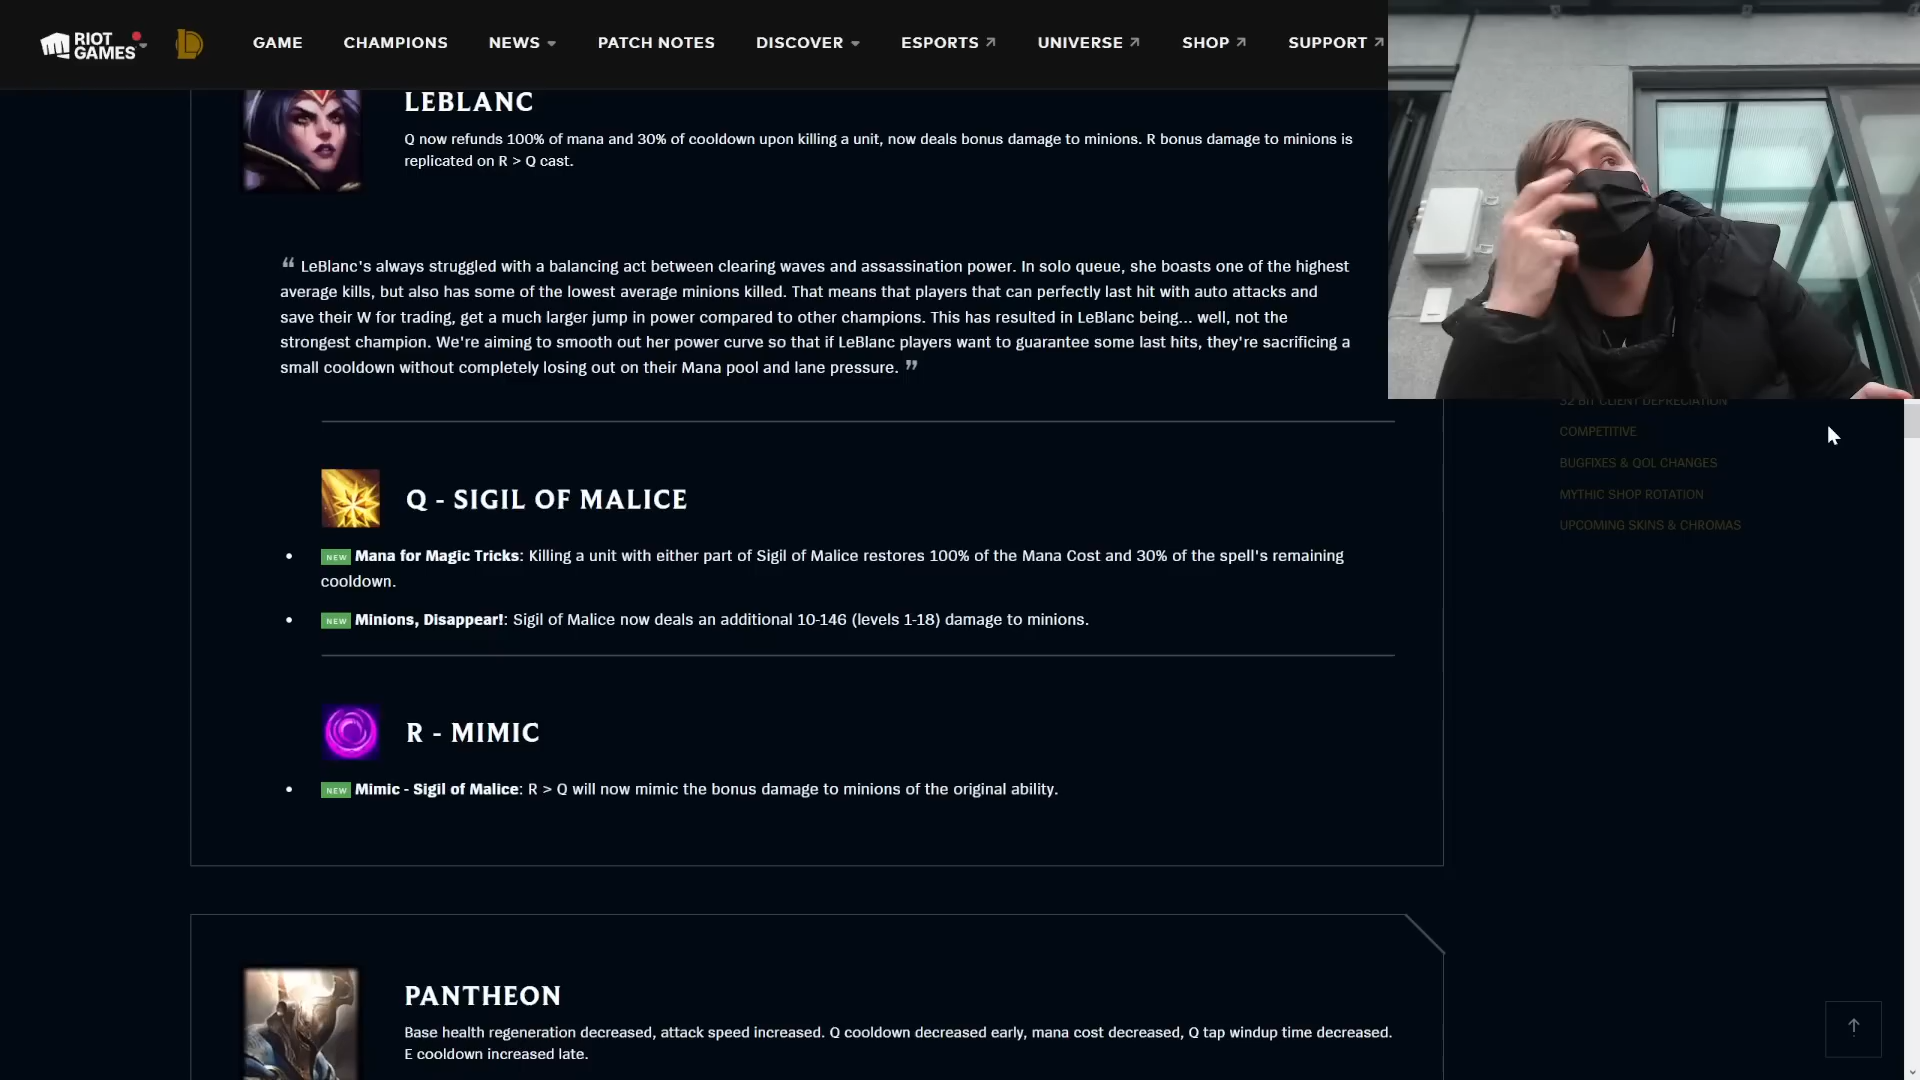 RIOT GAMES
GAME
CHAMPIONS
NEWS
PATCH NOTES
DISCOVER
ESPORTS
UNIVERSE
SHOP
SUPPORT
LEBLANC
Q now refunds 100% of mana and 30% of cooldown upon killing a unit, now deals bonus damage to minions. R bonus damage to minions is
replicated on R > Q cast.
“ LeBlanc's always struggled with a balancing act between clearing waves and assassination power. In solo queue, she boasts one of the highest
average kills, but also has some of the lowest average minions killed. That means that players that can perfectly last hit with auto attacks and
save their W for trading, get a much larger jump in power compared to other champions. This has resulted in LeBlanc being... well, not the
strongest champion. We're aiming to smooth out her power curve so that if LeBlanc players want to guarantee some last hits, they're sacrificing a
small cooldown without completely losing out on their Mana pool and lane pressure. ”
32 BIT CLIENT DEPRECIATION
COMPETITIVE
BUGFIXES & QOL CHANGES
MYTHIC SHOP ROTATION
UPCOMING SKINS & CHROMAS
Q - SIGIL OF MALICE
• NEW Mana for Magic Tricks: Killing a unit with either part of Sigil of Malice restores 100% of the Mana Cost and 30% of the spell's remaining
cooldown.
• NEW Minions, Disappear!: Sigil of Malice now deals an additional 10-146 (levels 1-18) damage to minions.
R - MIMIC
• NEW Mimic - Sigil of Malice: R > Q will now mimic the bonus damage to minions of the original ability.
PANTHEON
Base health regeneration decreased, attack speed increased. Q cooldown decreased early, mana cost decreased, Q tap windup time decreased.
E cooldown increased late.